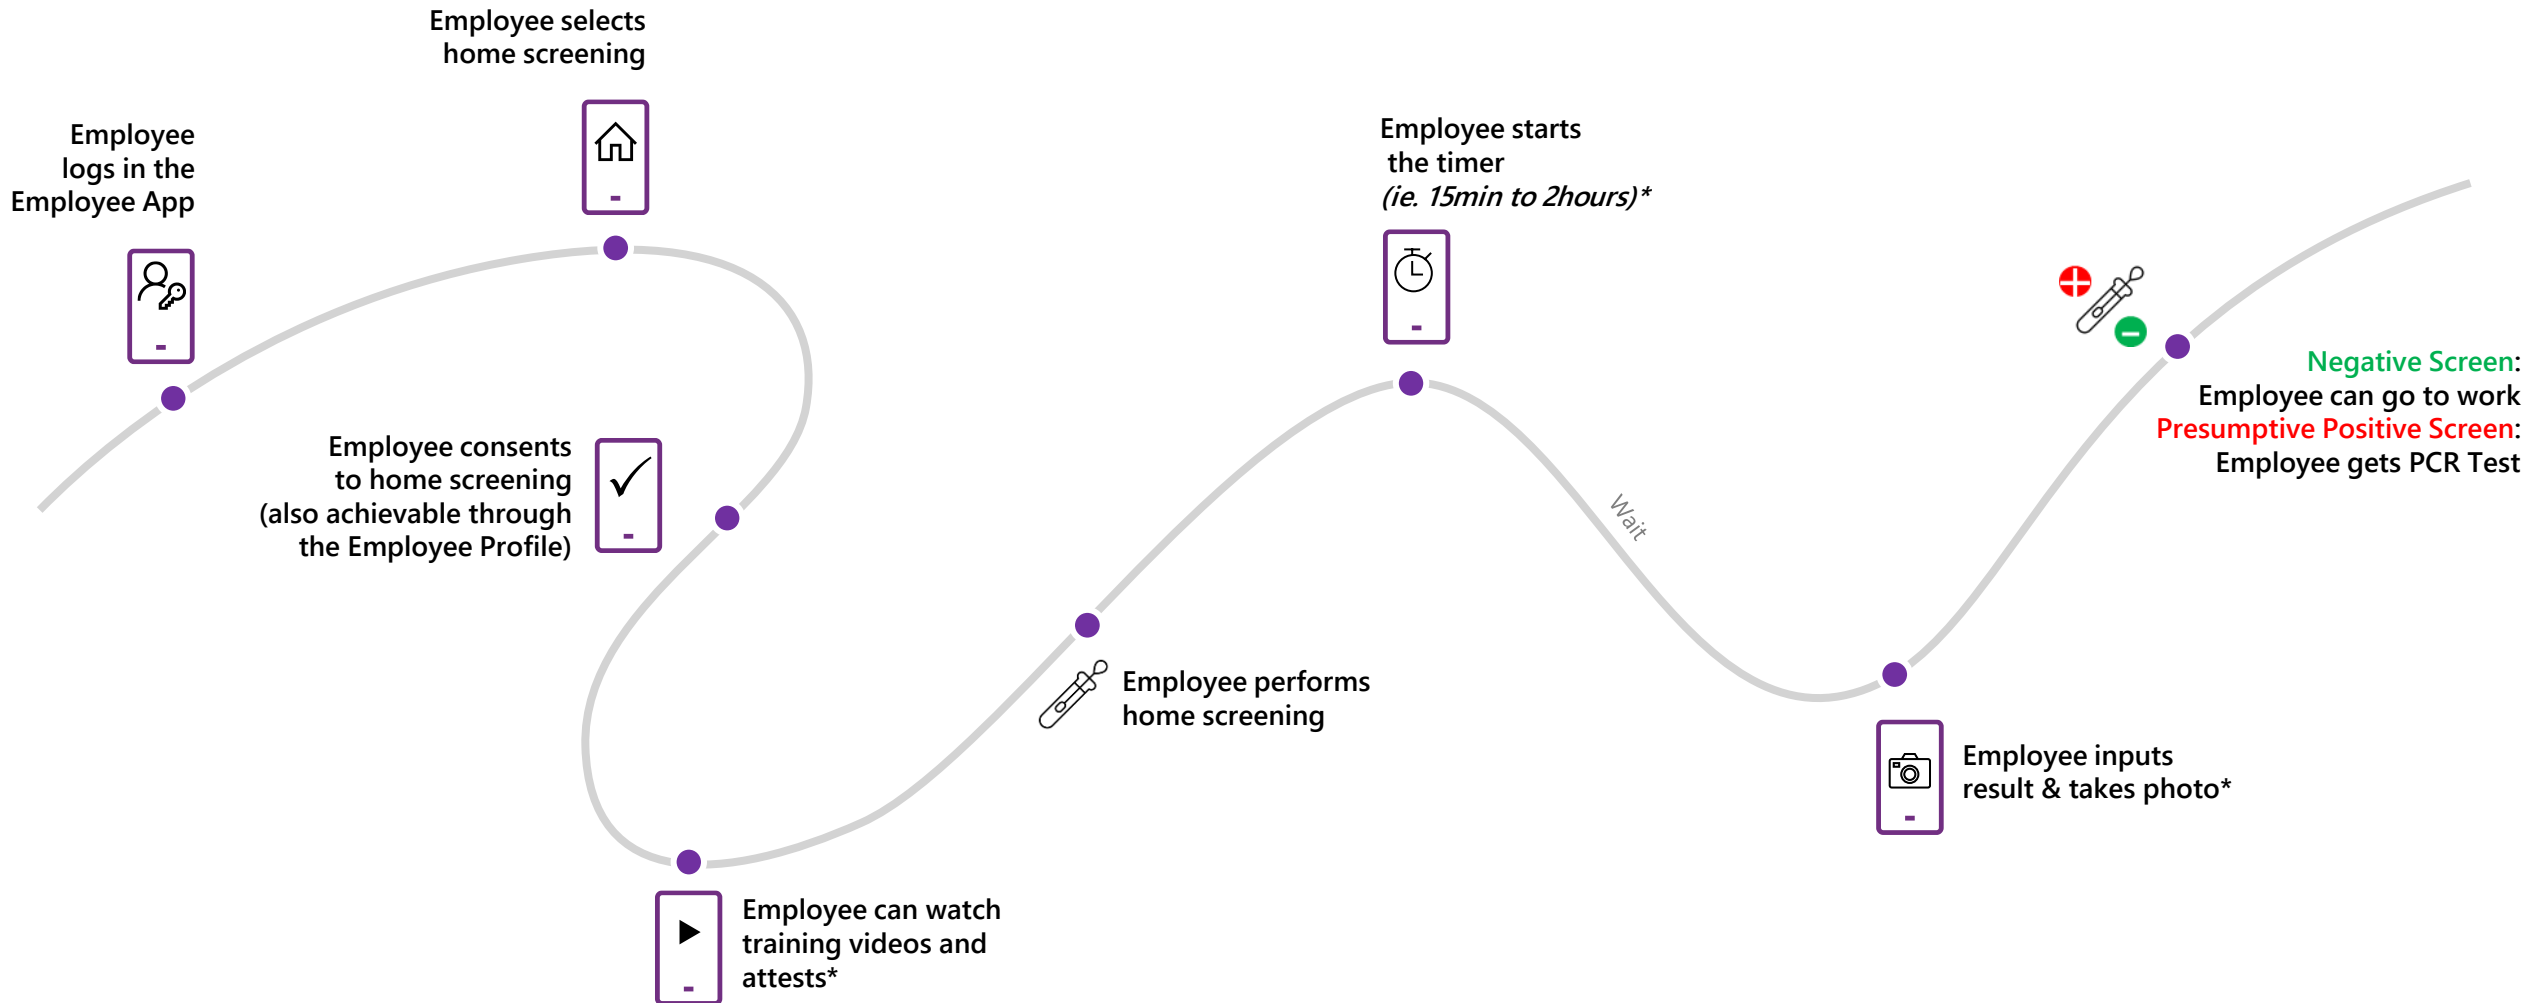 Employee
logs in the
Employee App
Employee selects
home screening
Employee consents
to home screening
(also achievable through
the Employee Profile)
Employee can watch
training videos and
attests*
Employee performs
home screening
Employee starts
the timer
(ie. 15min to 2hours)*
Wait
Employee inputs
result & takes photo*
Negative Screen:
Employee can go to work
Presumptive Positive Screen:
Employee gets PCR Test